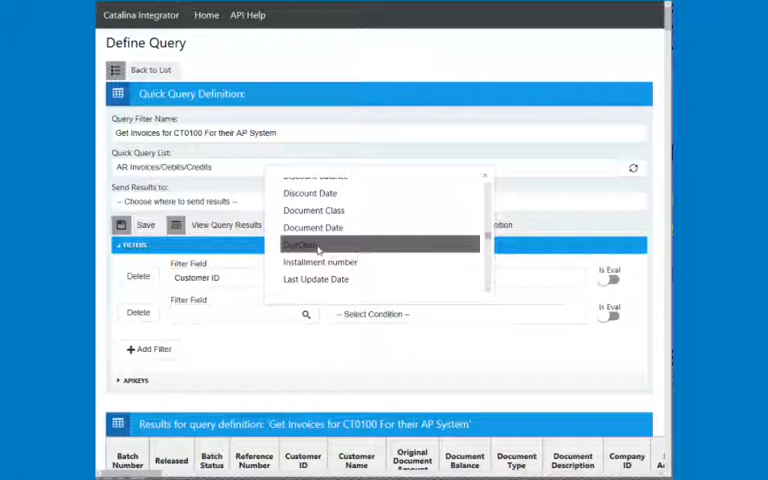 Catalina Integrator Home API Help
Define Query
Back to List
Quick Query Definition:
Query Filter Name:
Get Invoices for CT0100 For their AP System
Quick Query List:
AR Invoices/Debits/Credits
Send Results to:
-- Choose where to send results --
Save View Query Results
Discount Date
Document Class
Document Date
Installment number
Last Update Date
FILTERS
Filter Field
Is Eval
Delete Customer ID
Filter Field
Is Eval
Delete -- Select Condition --
+ Add Filter
APIKEYS
Results for query definition: 'Get Invoices for CT0100 For their AP System'
Batch Number Released Batch Status Reference Number Customer ID Customer Name Original Document Document Balance Document Type Document Description Company ID